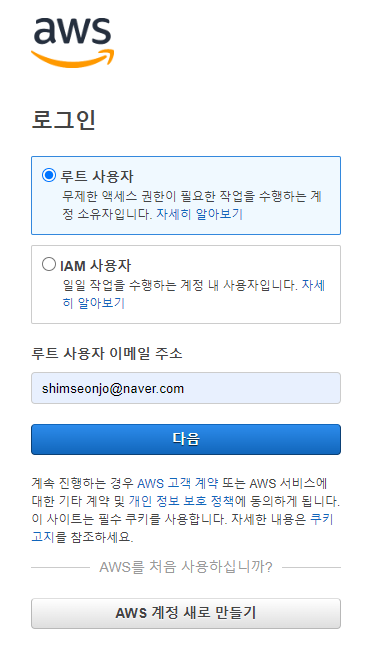 aws
로그인
루트 사용자
무제한 액세스 권한이 필요한 작업을 수행하는 계
정 소유자입니다. 자세히 알아보기
IAM 사용자
일일 작업을 수행하는 계정 내 사용자입니다. 자세
히 알아보기
루트 사용자 이메일 주소
shimseonjo@naver.com
다음
계속 진행하는 경우 AWS 고객 계약 또는 AWS 서비스에
대한 기타 계약 및 개인 정보 보호 정책에 동의하게 됩니다.
이 사이트는 필수 쿠키를 사용합니다. 자세한 내용은 쿠키
고지를 참조하세요.
AWS를 처음 사용하십니까?
AWS 계정 새로 만들기